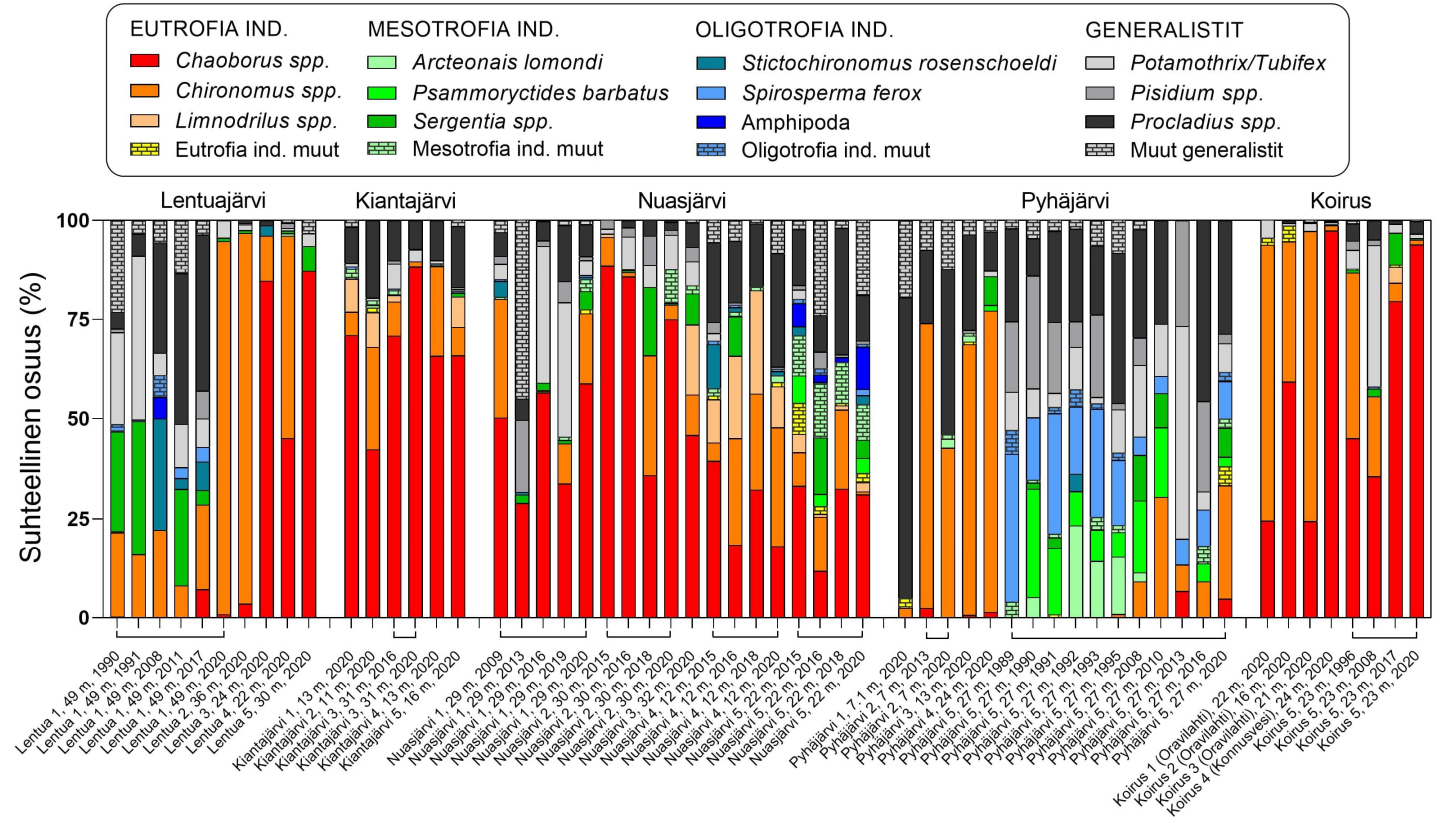 EUTROFIA IND.
Chaoborus spp.
Chironomus spp.
Limnodrilus spp.
Eutrofia ind. muut
MESOTROFIA IND.
Arcteonais lomondi
Psammoryctides barbatus
Sergentia spp.
Mesotrofia ind. muut
OLIGOTROFIA IND.
Stictochironomus rosenschoeldi
Spirosperma ferox
Amphipoda
Oligotrofia ind. muut
GENERALISTIT
Potamothrix/Tubifex
Pisidium spp.
Procladius spp.
Muut generalistit
Lentuajärvi
Kiantajärvi
Nuasjärvi
Pyhäjärvi
Koirus
Suhteellinen osuus (%)
100
75
50
25
0
Lentua 1, 49 m, 1990
Lentua 1, 49 m, 1991
Lentua 1, 49 m, 2008
Lentua 1, 49 m, 2011
Lentua 1, 49 m, 2017
Lentua 1, 49 m, 2020
Lentua 2, 36 m, 2020
Lentua 3, 24 m, 2020
Lentua 4, 22 m, 2020
Lentua 5, 30 m, 2020
Kiantajärvi 1, 13 m, 2020
Kiantajärvi 2, 11 m, 2020
Kiantajärvi 3, 31 m, 2016
Kiantajärvi 3, 31 m, 2020
Kiantajärvi 4, 13 m, 2020
Kiantajärvi 5, 16 m, 2020
Nuasjärvi 1, 29 m, 2009
Nuasjärvi 1, 29 m, 2013
Nuasjärvi 1, 29 m, 2016
Nuasjärvi 1, 29 m, 2019
Nuasjärvi 1, 29 m, 2020
Nuasjärvi 2, 30 m, 2015
Nuasjärvi 2, 30 m, 2016
Nuasjärvi 2, 30 m, 2018
Nuasjärvi 2, 30 m, 2020
Nuasjärvi 3, 32 m, 2020
Nuasjärvi 4, 12 m, 2015
Nuasjärvi 4, 12 m, 2016
Nuasjärvi 4, 12 m, 2018
Nuasjärvi 4, 12 m, 2020
Nuasjärvi 5, 22 m, 2015
Nuasjärvi 5, 22 m, 2016
Nuasjärvi 5, 22 m, 2018
Nuasjärvi 5, 22 m, 2020
Pyhäjärvi 1, 7,1 m, 2020
Pyhäjärvi 2, 7 m, 2013
Pyhäjärvi 2, 7 m, 2020
Pyhäjärvi 3, 13 m, 2020
Pyhäjärvi 4, 24 m, 2020
Pyhäjärvi 5, 27 m, 1989
Pyhäjärvi 5, 27 m, 1990
Pyhäjärvi 5, 27 m, 1991
Pyhäjärvi 5, 27 m, 1992
Pyhäjärvi 5, 27 m, 1993
Pyhäjärvi 5, 27 m, 1995
Pyhäjärvi 5, 27 m, 2008
Pyhäjärvi 5, 27 m, 2010
Pyhäjärvi 5, 27 m, 2013
Pyhäjärvi 5, 27 m, 2016
Pyhäjärvi 5, 27 m, 2020
Koirus 1 (Oravilahti), 22 m, 2020
Koirus 2 (Oravilahti), 16 m, 2020
Koirus 3 (Oravilahti), 21 m, 2020
Koirus 4 (Konnusvesi), 24 m, 2020
Koirus 5, 23 m, 1996
Koirus 5, 23 m, 2008
Koirus 5, 23 m, 2017
Koirus 5, 23 m, 2020